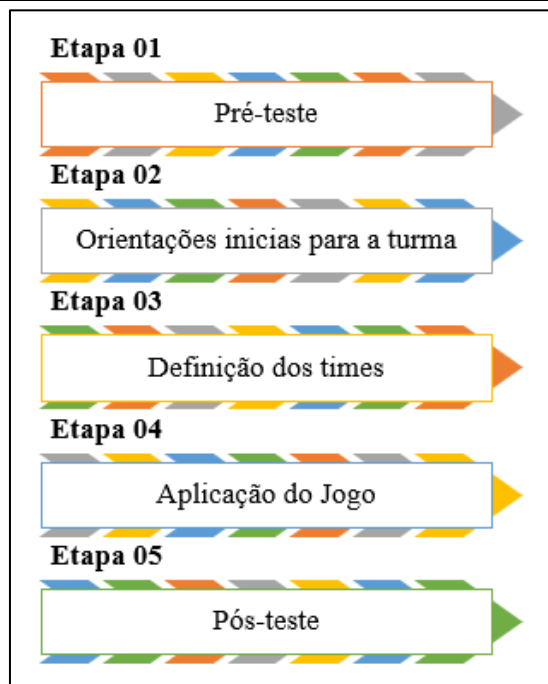 Etapa 01
Pré-teste
Etapa 02
Orientações inicias para a turma
Etapa 03
Definição dos times
Etapa 04
Aplicação do Jogo
Etapa 05
Pós-teste